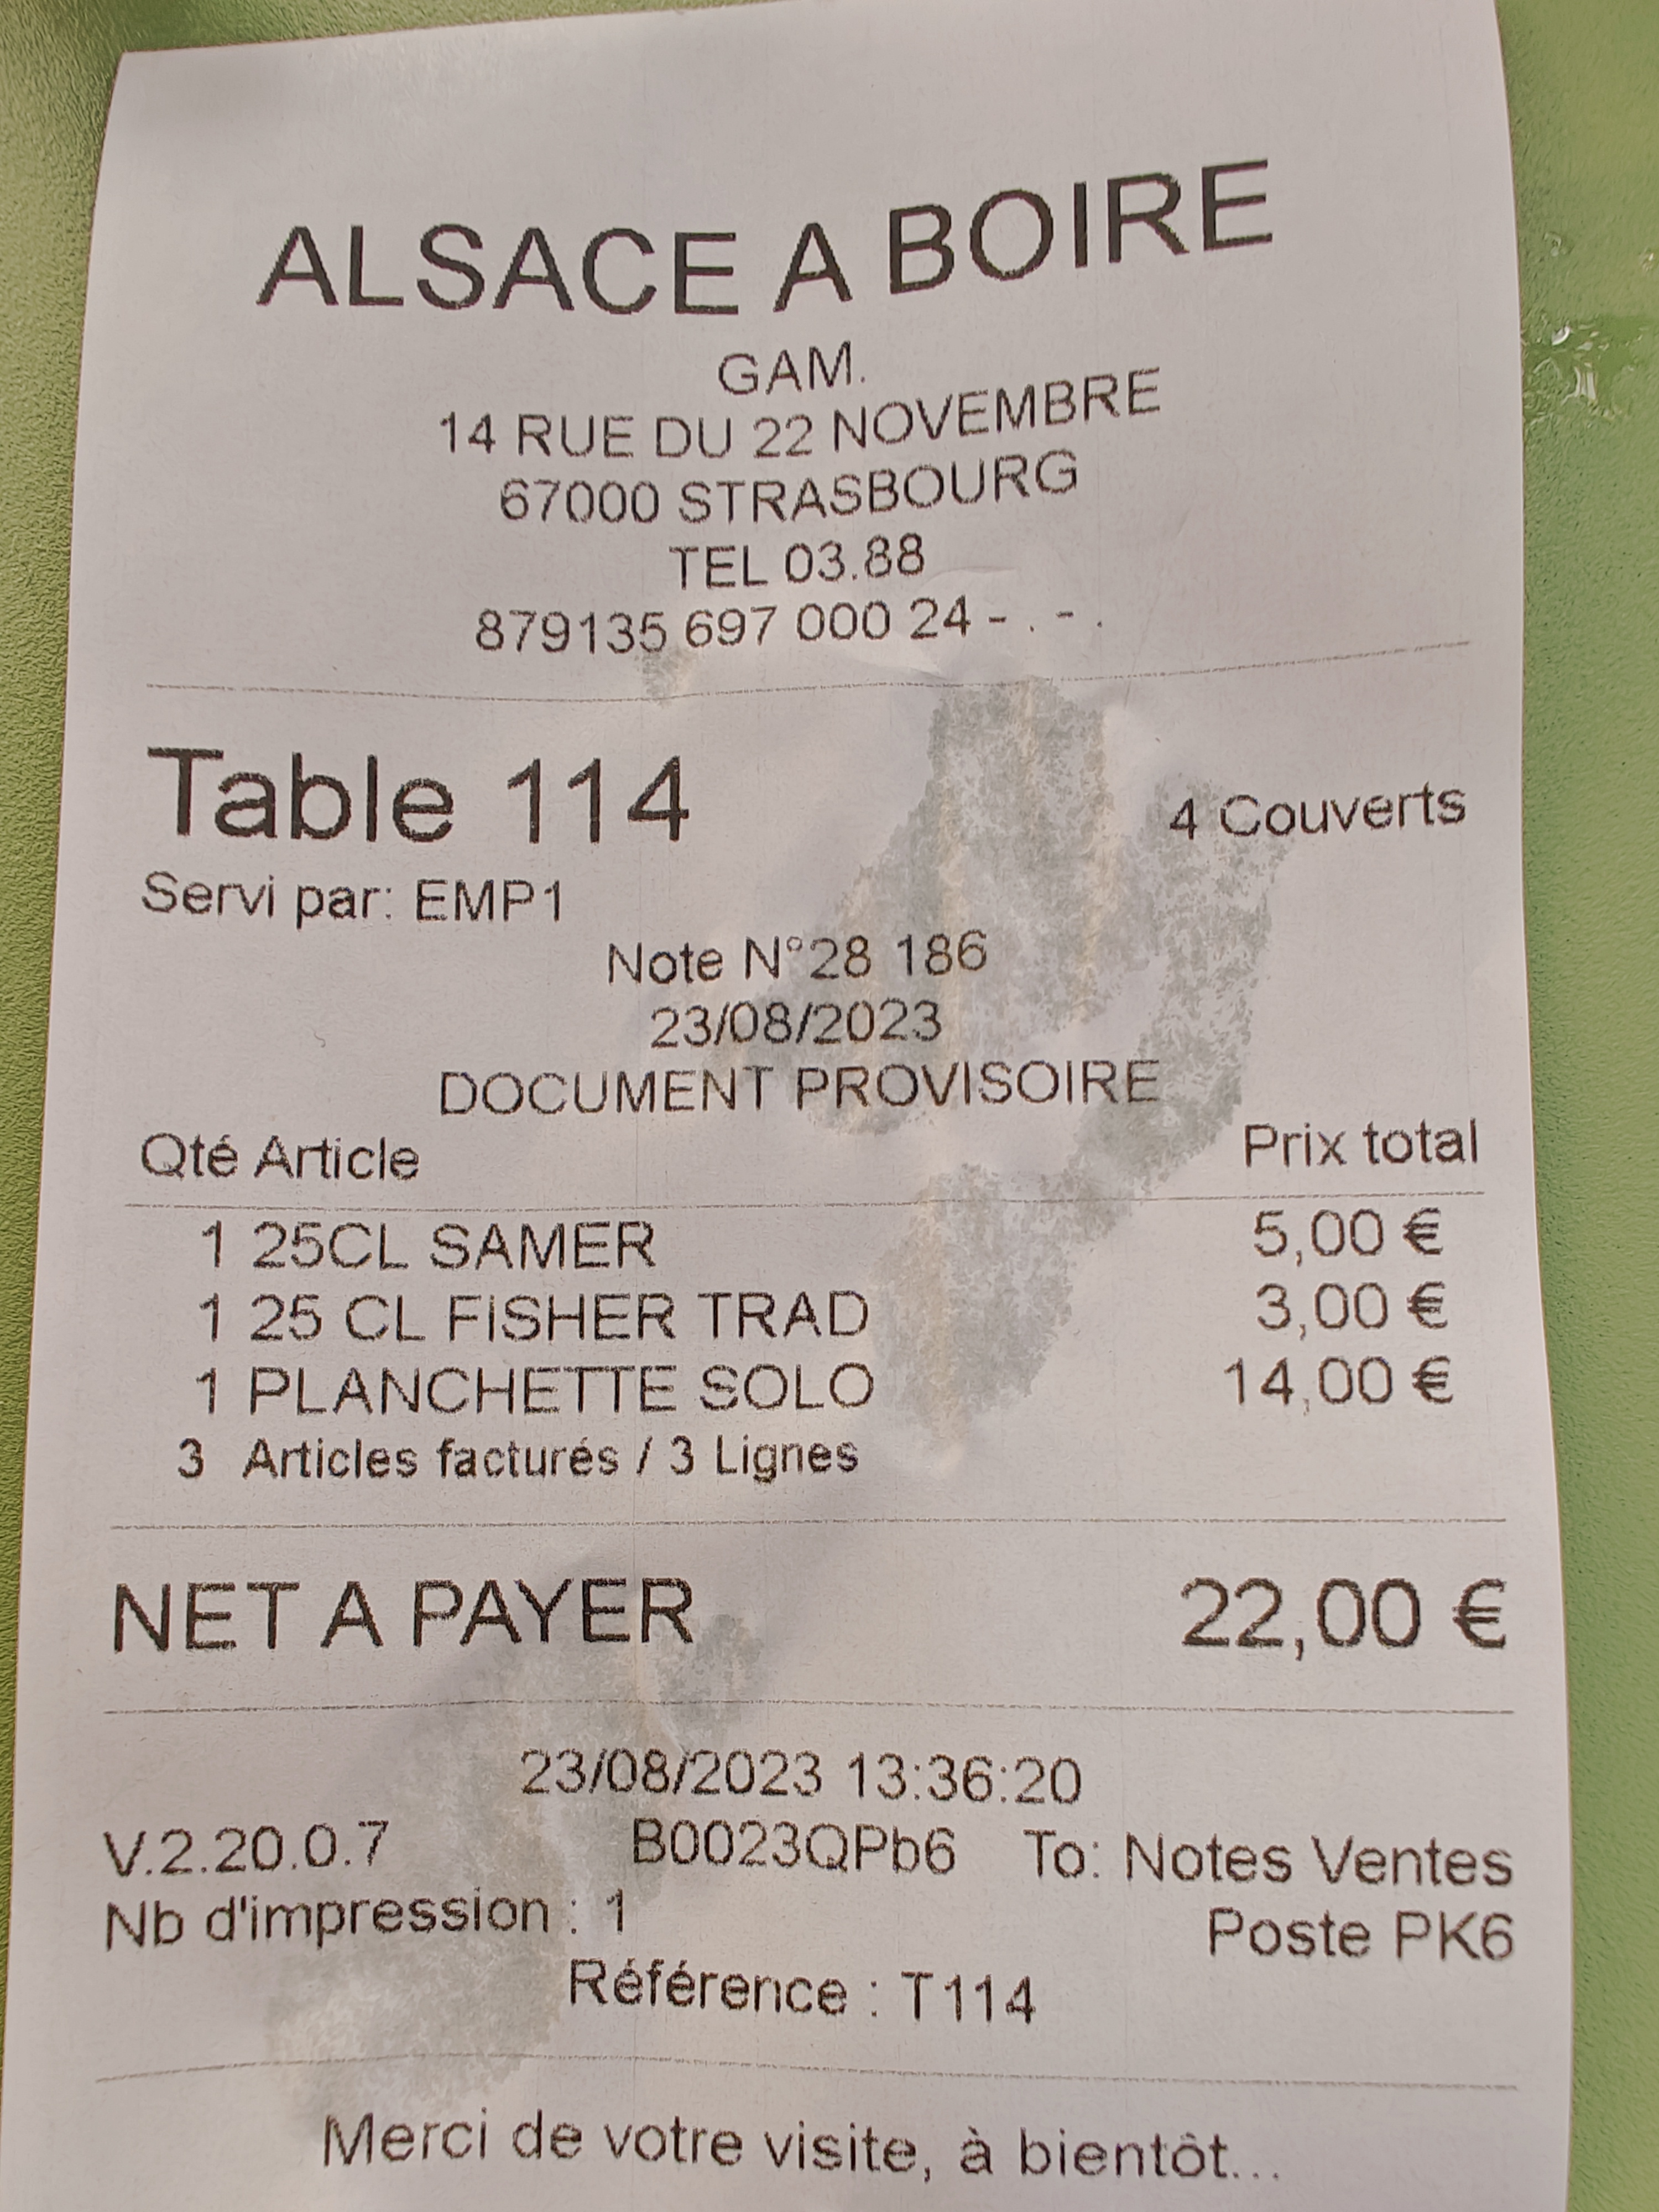 ALSACE A BOIRE
GAM.
14 RUE DU 22 NOVEMBRE
67000 STRASBOURG
TEL 03.88
879135 697 000 24 - . - .
Table 114 4 Couverts
Servi par: EMP1
Note N°28 186
23/08/2023
DOCUMENT PROVISOIRE
Qté Article Prix total
1 25CL SAMER 5,00 €
1 25 CL FISHER TRAD 3,00 €
1 PLANCHETTE SOLO 14,00 €
3 Articles facturés / 3 Lignes
NET A PAYER 22,00 €
23/08/2023 13:36:20
V.2.20.0.7 B0023QPb6 To: Notes Ventes
Nb d'impression : 1 Poste PK6
Référence : T114
Merci de votre visite, à bientôt...